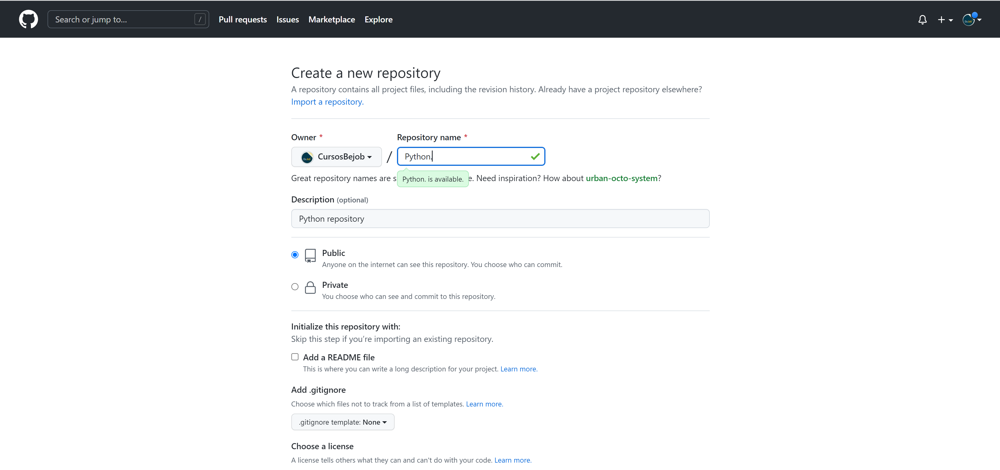 Search or jump to...
/
Pull requests
Issues
Marketplace
Explore
BeJob
Create a new repository
A repository contains all project files, including the revision history. Already have a project repository elsewhere?
Import a repository.
Owner *
Repository name *
BeJob
CursosBejob
/
Python.
Great repository names are s
Python. is available.
e. Need inspiration? How about urban-octo-system?
Description (optional)
Python repository
Public
Anyone on the internet can see this repository. You choose who can commit.
Private
You choose who can see and commit to this repository.
Initialize this repository with:
Skip this step if you’re importing an existing repository.
Add a README file
This is where you can write a long description for your project. Learn more.
Add .gitignore
Choose which files not to track from a list of templates. Learn more.
.gitignore template: None
Choose a license
A license tells others what they can and can't do with your code. Learn more.